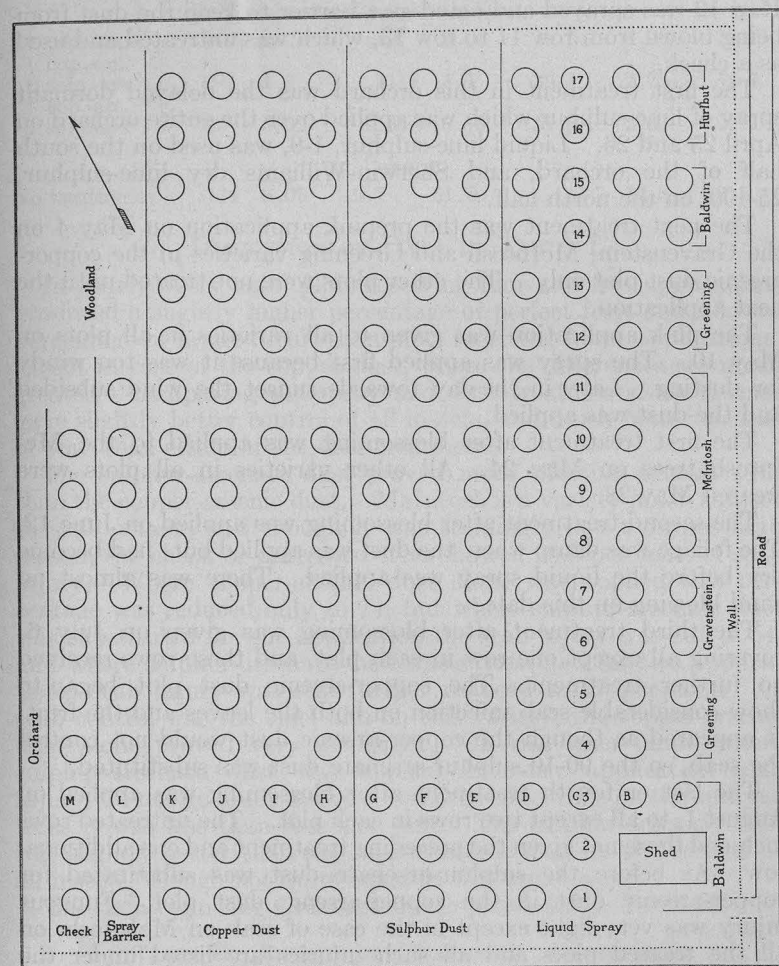 17
16
15
14
13
12
11
10
9
8
7
6
5
4
M L K J I H G F E D C3 B A
2
1
Hurlbut
Baldwin
Greening
McIntosh
Gravenstein
Greening
Baldwin
Wall
Road
Woodland
Orchard
Shed
Check
Spray
Barrier
Copper Dust
Sulphur Dust
Liquid Spray